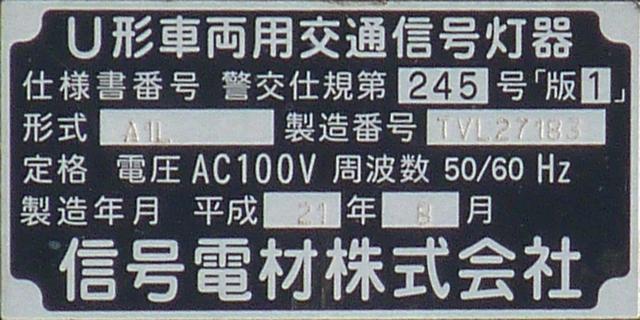 U形車両用交通信号灯器
仕様書番号 警交仕規第 245 号「版1」
形式 A1L 製造番号 TVL27183
定格 電圧 AC100V 周波数 50/60 Hz
製造年月 平成 21 年 8 月
信号電材株式会社